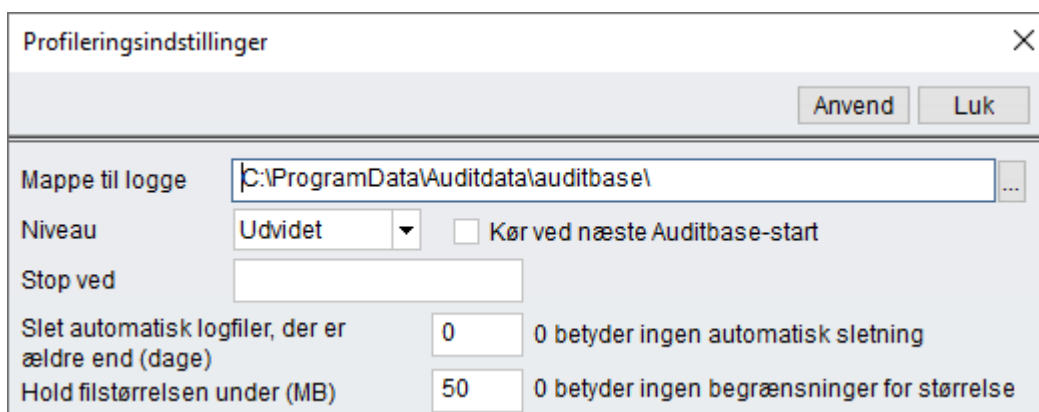 Profileringsindstillinger
Anvend Luk
Mappe til logge C:\ProgramData\Auditdata\auditbase\ ...
Niveau Udvidet Kør ved næste Auditbase-start
Stop ved
Slet automatisk logfiler, der er
ældre end (dage) 0 0 betyder ingen automatisk sletning
Hold filstørrelsen under (MB) 50 0 betyder ingen begrænsninger for størrelse